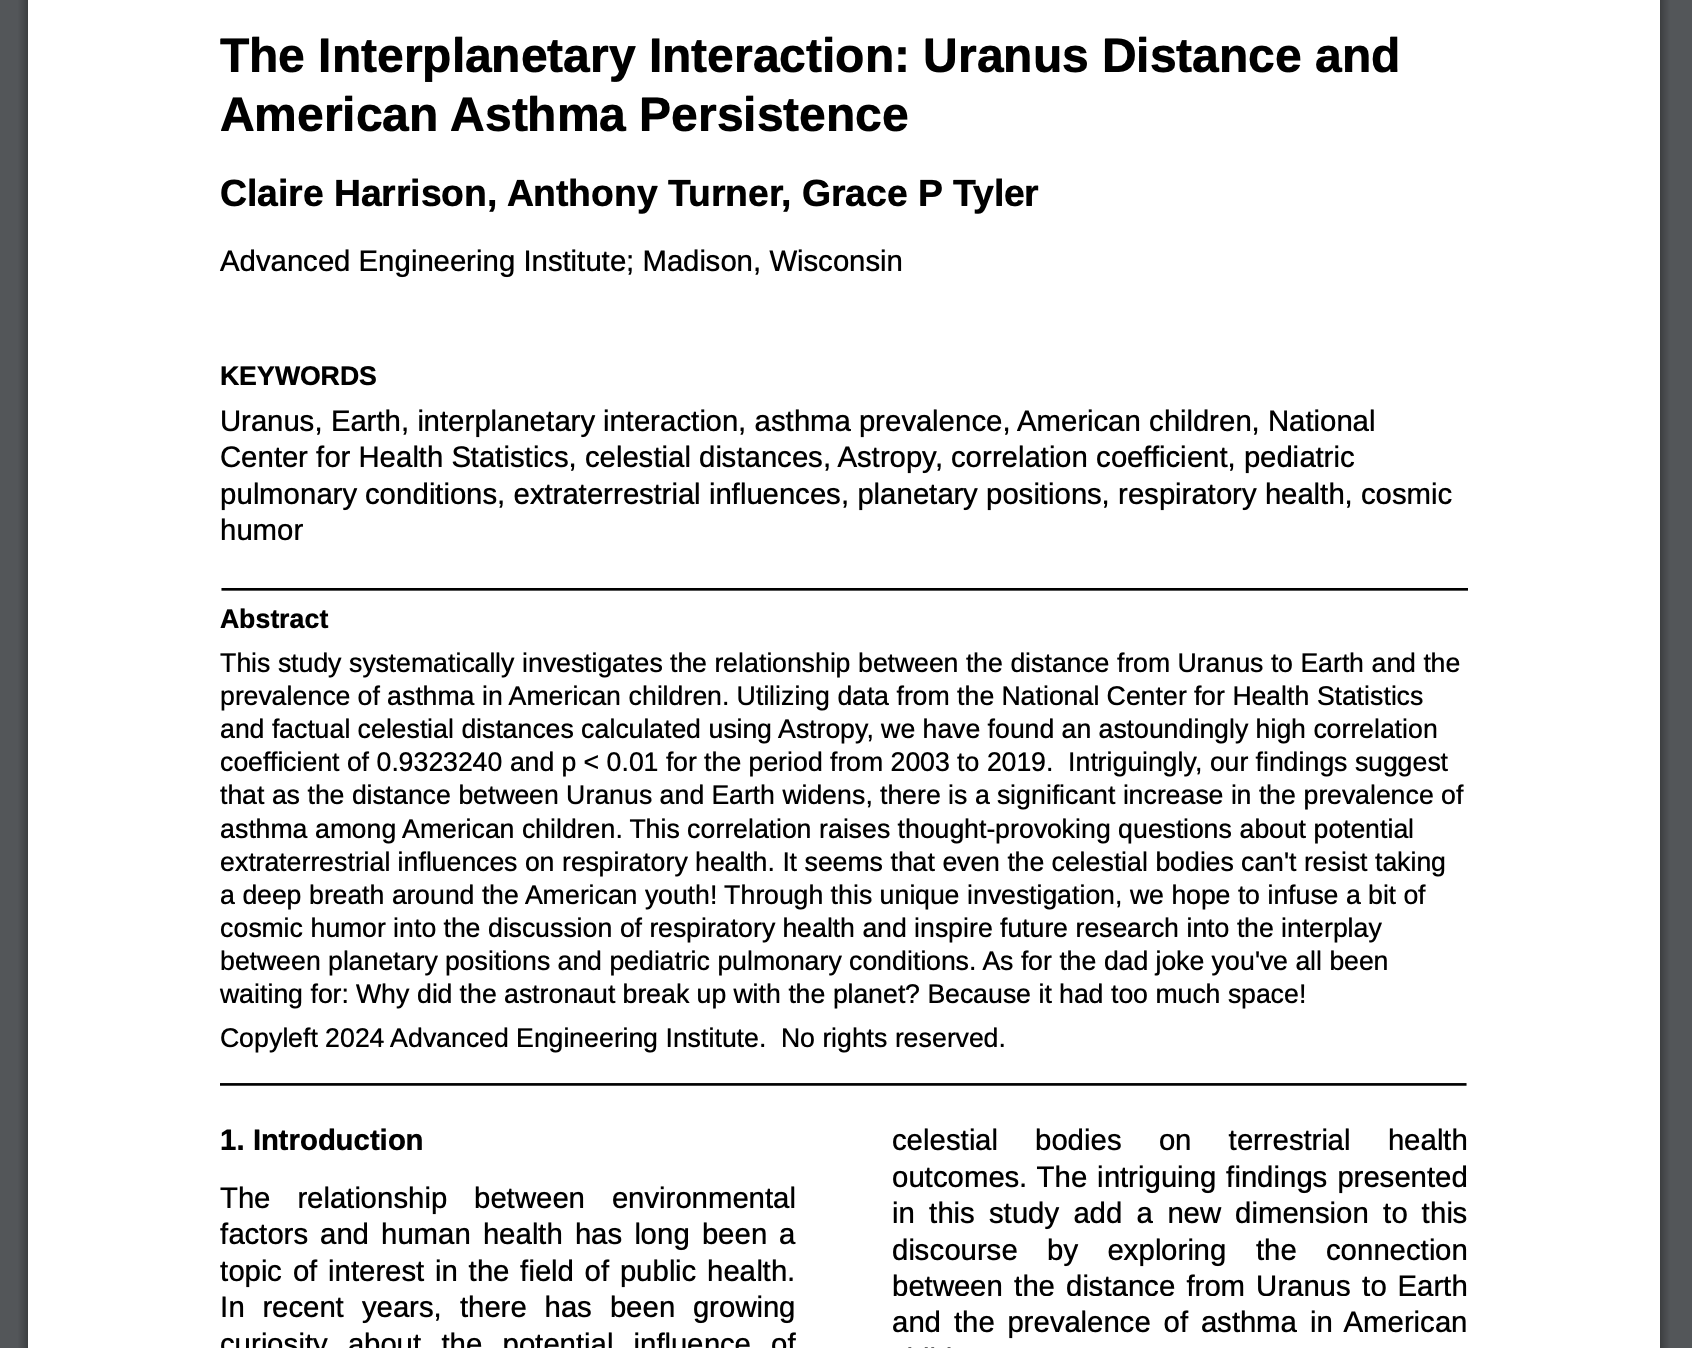 The Interplanetary Interaction: Uranus Distance and
American Asthma Persistence
Claire Harrison, Anthony Turner, Grace P Tyler
Advanced Engineering Institute; Madison, Wisconsin
KEYWORDS
Uranus, Earth, interplanetary interaction, asthma prevalence, American children, National
Center for Health Statistics, celestial distances, Astropy, correlation coefficient, pediatric
pulmonary conditions, extraterrestrial influences, planetary positions, respiratory health, cosmic
humor
Abstract
This study systematically investigates the relationship between the distance from Uranus to Earth and the
prevalence of asthma in American children. Utilizing data from the National Center for Health Statistics
and factual celestial distances calculated using Astropy, we have found an astoundingly high correlation
coefficient of 0.9323240 and p < 0.01 for the period from 2003 to 2019.  Intriguingly, our findings suggest
that as the distance between Uranus and Earth widens, there is a significant increase in the prevalence of
asthma among American children. This correlation raises thought-provoking questions about potential
extraterrestrial influences on respiratory health. It seems that even the celestial bodies can't resist taking
a deep breath around the American youth! Through this unique investigation, we hope to infuse a bit of
cosmic humor into the discussion of respiratory health and inspire future research into the interplay
between planetary positions and pediatric pulmonary conditions. As for the dad joke you've all been
waiting for: Why did the astronaut break up with the planet? Because it had too much space!
Copyleft 2024 Advanced Engineering Institute.  No rights reserved.
1. Introduction
The relationship between environmental
factors and human health has long been a
topic of interest in the field of public health.
In recent years, there has been growing
curiosity about the potential influence of
celestial bodies on terrestrial health
outcomes. The intriguing findings presented
in this study add a new dimension to this
discourse by exploring the connection
between the distance from Uranus to Earth
and the prevalence of asthma in American